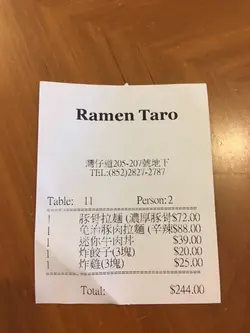 Ramen Taro
灣仔道205-207號地下
TEL:(852)2827-2787
Table: 11 Person:2
1 豚骨拉麵 (濃厚豚骨$72.00
1 豚肉拉麵 (辛辣$88.00
1 迷你牛肉丼 $39.00
1 炸餃子(3塊) $20.00
1 炸雞(3塊) $25.00
Total: $244.00